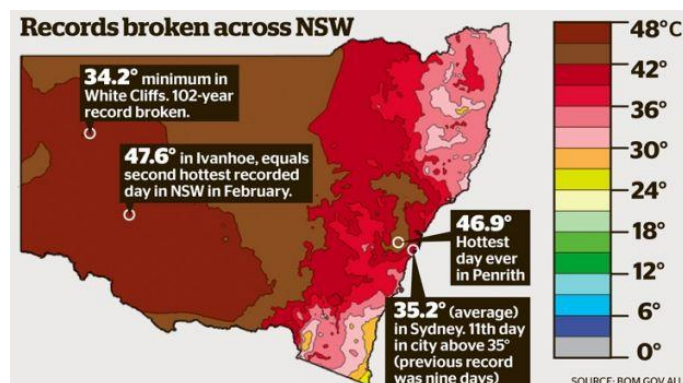 Records broken across NSW
34.2° minimum in
White Cliffs. 102-year
record broken.
47.6° in Ivanhoe, equals
second hottest recorded
day in NSW in February.
46.9°
Hottest
day ever
in Penrith
35.2° (average)
in Sydney. 11th day
in city above 35°
(previous record
was nine days)
48°C
42°
36°
30°
24°
18°
12°
6°
0°
SOURCE: BOM.GOV.AU